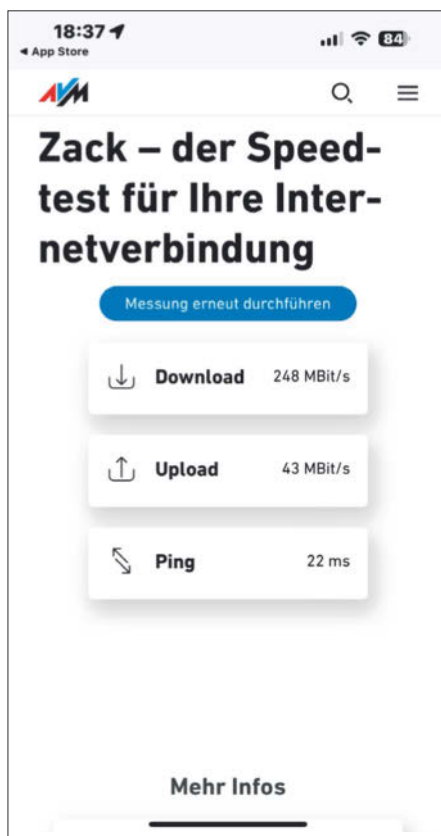 18:37
84
◀ App Store
AVM
Zack – der Speed-
test für Ihre Inter-
netverbindung
Messung erneut durchführen
Download 248 MBit/s
Upload 43 MBit/s
Ping 22 ms
Mehr Infos